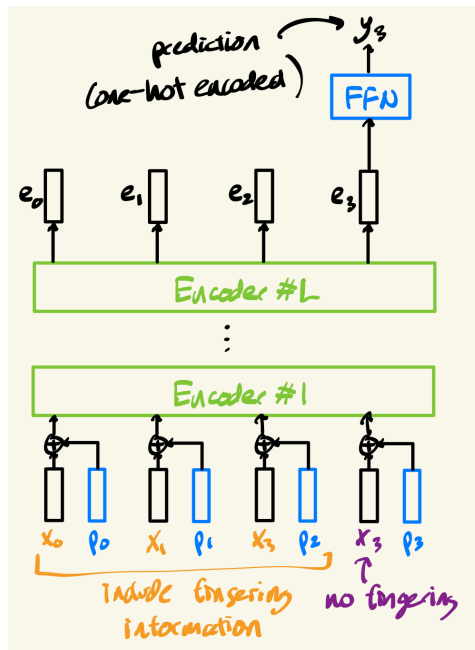 prediction
(one-hot encoded)
y3
FFN
e0 e1 e2 e3
Encoder #L
...
Encoder #1
x0 p0 x1 p1 x3 p2 x3 p3
include fingering
information
no fingering